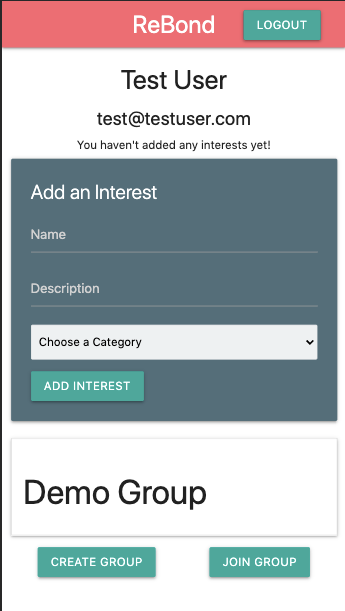 ReBond LOGOUT
Test User
test@testuser.com
You haven't added any interests yet!
Add an Interest
Name
Description
Choose a Category
ADD INTEREST
Demo Group
CREATE GROUP JOIN GROUP